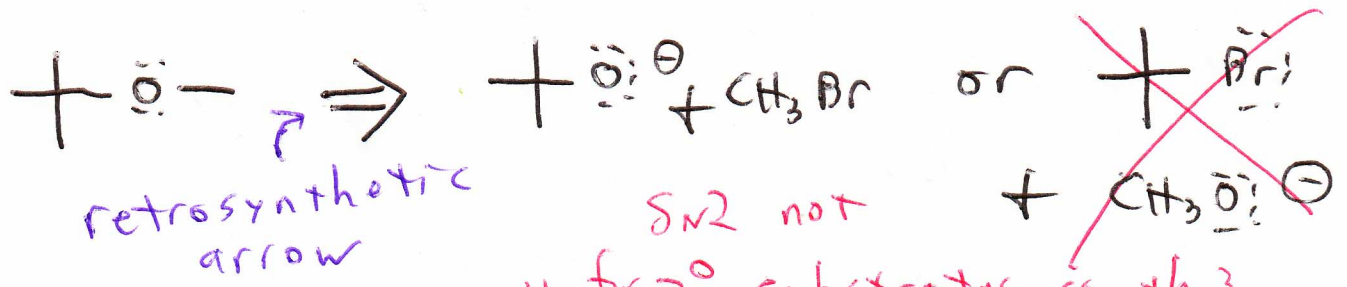 Ö ⇒ Ö: ⊖ + CH3Br or Br:
+ CH3Ö: ⊖
retrosynthetic
arrow
SN2 not